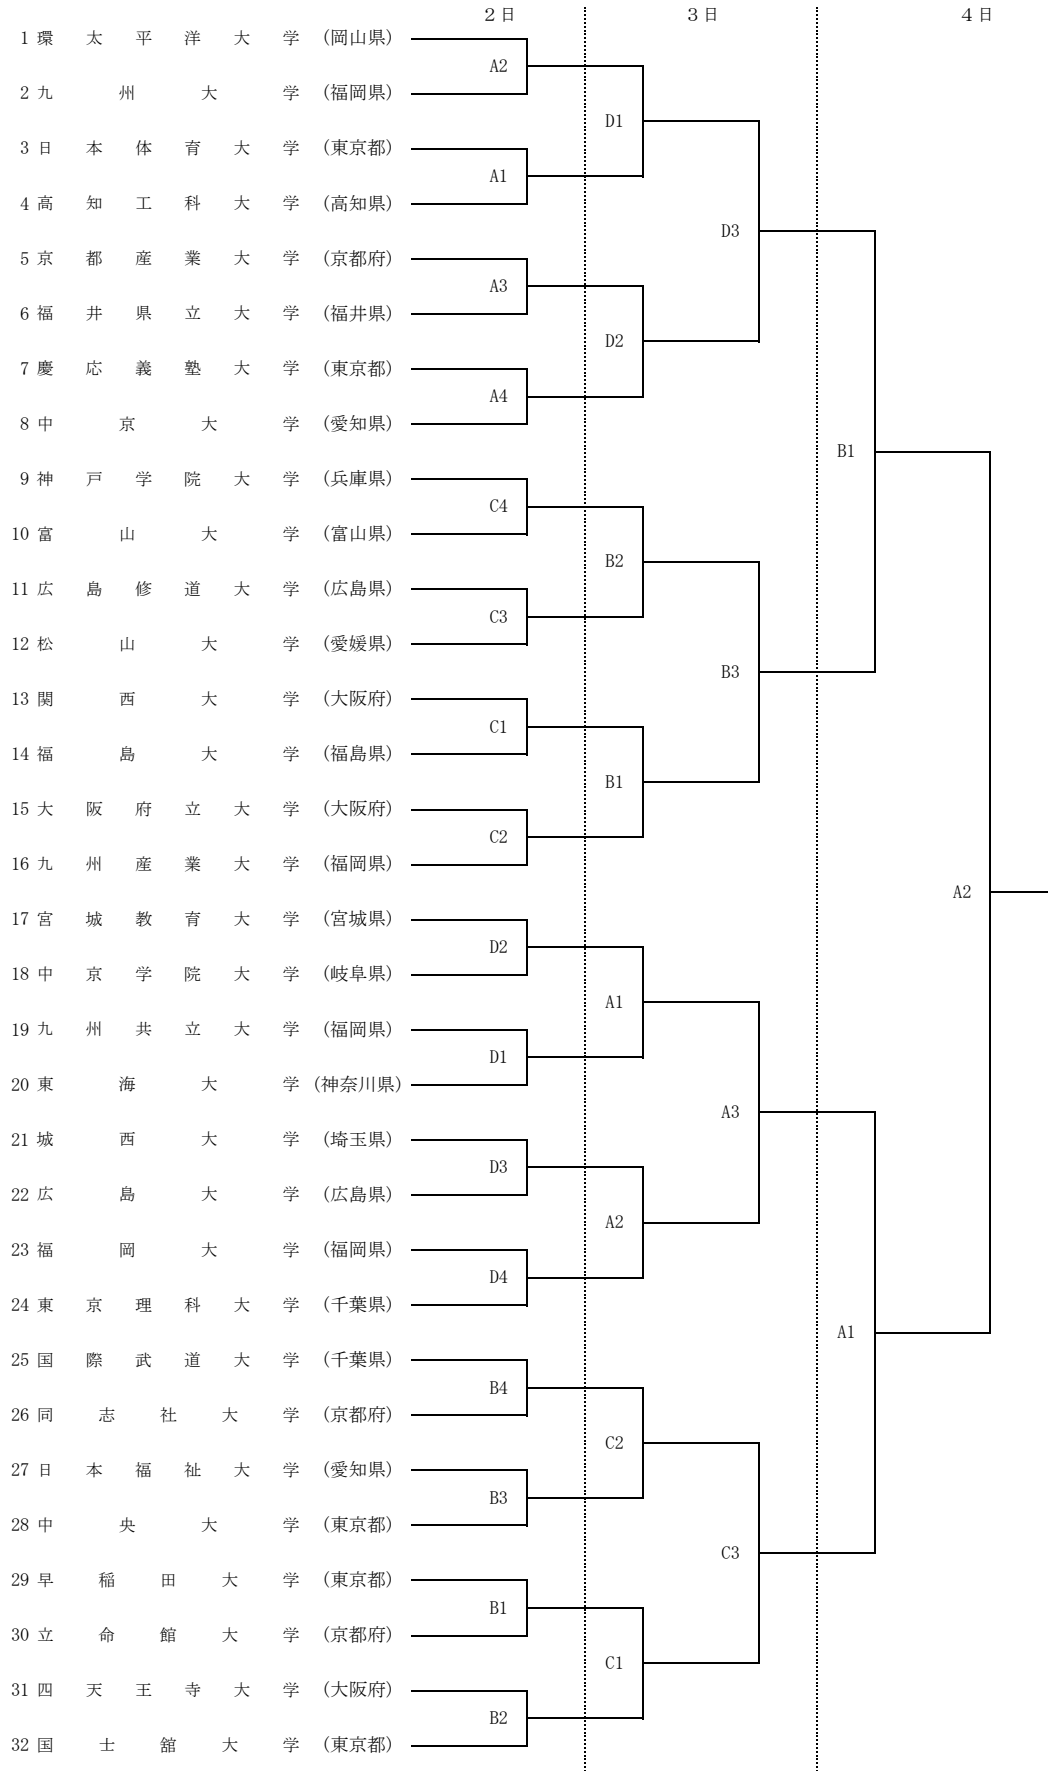 ２日 ３日 ４日
1 環太平洋大学 (岡山県)
A2
2 九州大学 (福岡県)
D1
3 日本体育大学 (東京都)
A1
4 高知工科大学 (高知県)
D3
5 京都産業大学 (京都府)
A3
6 福井県立大学 (福井県)
D2
7 慶応義塾大学 (東京都)
A4
8 中京大学 (愛知県)
B1
9 神戸学院大学 (兵庫県)
C4
10 富山大学 (富山県)
B2
11 広島修道大学 (広島県)
C3
12 松山大学 (愛媛県)
B3
13 関西大学 (大阪府)
C1
14 福島大学 (福島県)
B1
15 大阪府立大学 (大阪府)
C2
16 九州産業大学 (福岡県)
A2
17 宮城教育大学 (宮城県)
D2
18 中京学院大学 (岐阜県)
A1
19 九州共立大学 (福岡県)
D1
20 東海大学 (神奈川県)
A3
21 城西大学 (埼玉県)
D3
22 広島大学 (広島県)
A2
23 福岡大学 (福岡県)
D4
24 東京理科大学 (千葉県)
A1
25 国際武道大学 (千葉県)
B4
26 同志社大学 (京都府)
C2
27 日本福祉大学 (愛知県)
B3
28 中央大学 (東京都)
C3
29 早稲田大学 (東京都)
B1
30 立命館大学 (京都府)
C1
31 四天王寺大学 (大阪府)
B2
32 国士舘大学 (東京都)